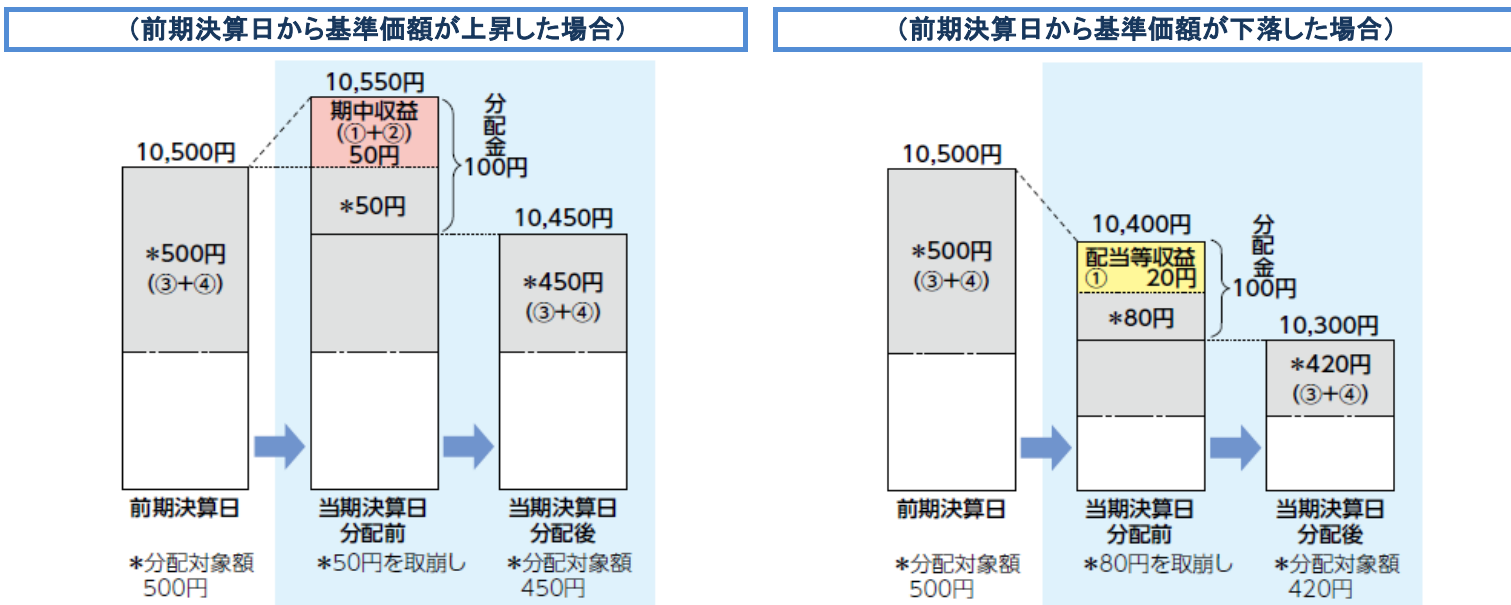 （前期決算日から基準価額が上昇した場合）
10,550円
期中収益
(①+②)
50円
分配金
100円
10,500円
*50円
10,450円
*500円
(③+④)
*450円
(③+④)
前期決算日
当期決算日
分配前
当期決算日
分配後
*分配対象額
500円
*50円を取崩し
*分配対象額
450円
（前期決算日から基準価額が下落した場合）
10,500円
10,400円
配当等収益
① 20円
分配金
100円
*500円
(③+④)
*80円
10,300円
*420円
(③+④)
前期決算日
当期決算日
分配前
当期決算日
分配後
*分配対象額
500円
*80円を取崩し
*分配対象額
420円